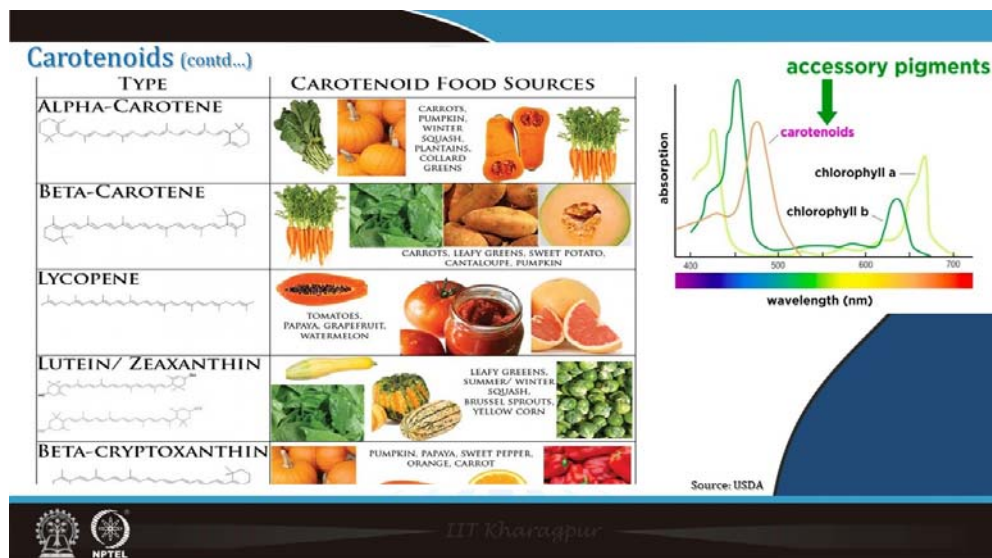 Carotenoids (contd...)
TYPE
CAROTENOID FOOD SOURCES
ALPHA-CAROTENE
CARROTS,
PUMPKIN,
WINTER
SQUASH,
PLANTAINS,
COLLARD
GREENS
BETA-CAROTENE
CARROTS, LEAFY GREENS, SWEET POTATO,
CANTALOUPE, PUMPKIN
LYCOPENE
TOMATOES,
PAPAYA, GRAPEFRUIT,
WATERMELON
LUTEIN/ ZEAXANTHIN
LEAFY GREEENS,
SUMMER/ WINTER
SQUASH,
BRUSSEL SPROUTS,
YELLOW CORN
BETA-CRYPTOXANTHIN
PUMPKIN, PAPAYA, SWEET PEPPER,
ORANGE, CARROT
accessory pigments
carotenoids
chlorophyll a
chlorophyll b
absorption
400 500 600 700
wavelength (nm)
Source: USDA
IIT Kharagpur
NPTEL